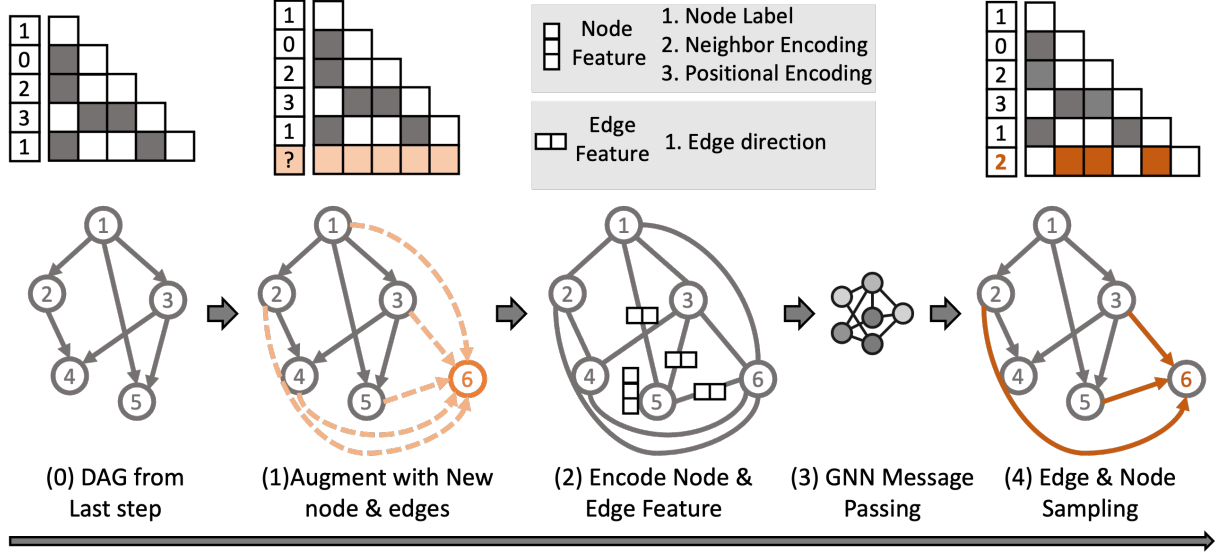 1
0
2
3
1
1
0
2
3
1
?
Node
Feature
1. Node Label
2. Neighbor Encoding
3. Positional Encoding
Edge
Feature
1. Edge direction
1
0
2
3
1
2
1
2
3
4
5
1
2
3
4
5
6
1
2
3
4
5
6
1
2
3
4
5
6
(0) DAG from
Last step
(1)Augment with New
node & edges
(2) Encode Node &
Edge Feature
(3) GNN Message
Passing
(4) Edge & Node
Sampling